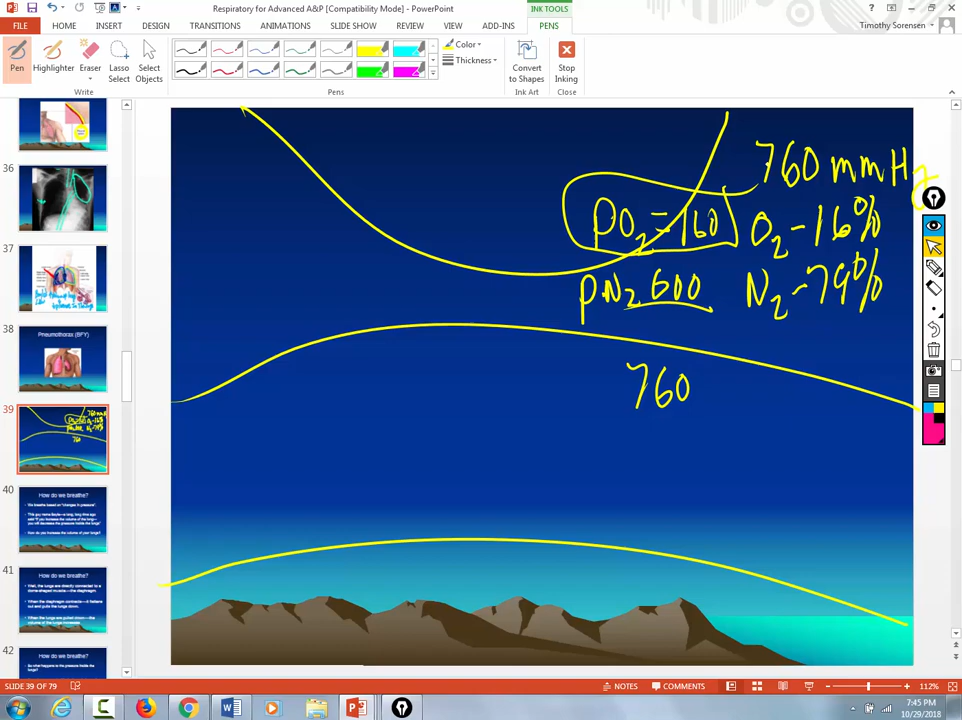 Respiratory for Advanced A&P [Compatibility Mode] - PowerPoint
INK TOOLS
FILE HOME INSERT DESIGN TRANSITIONS ANIMATIONS SLIDE SHOW REVIEW VIEW ADD-INS PENS
Timothy Sorensen
Pen
Highlighter
Eraser
Lasso Select
Select Objects
Color
Thickness
Convert to Shapes
Stop Inking
Write
Pens
Ink Art
Close
36
37
38
Pneumothorax (BFY)
39
40
How do we breathe?
41
How do we breathe?
42
760 mmHg
PO2=160 O2-16%
PN2 600 N2-79%
760
SLIDE 39 OF 79
NOTES
COMMENTS
112%
7:45 PM
10/29/2018